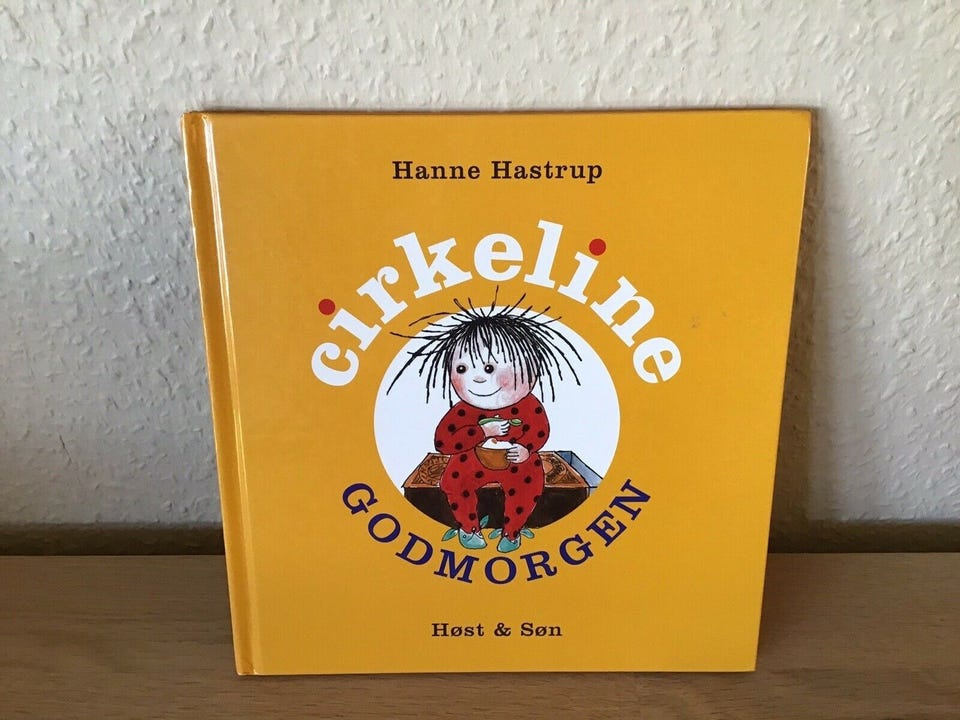 Hanne Hastrup
cirkeline
GODMORGEN
Høst & Søn